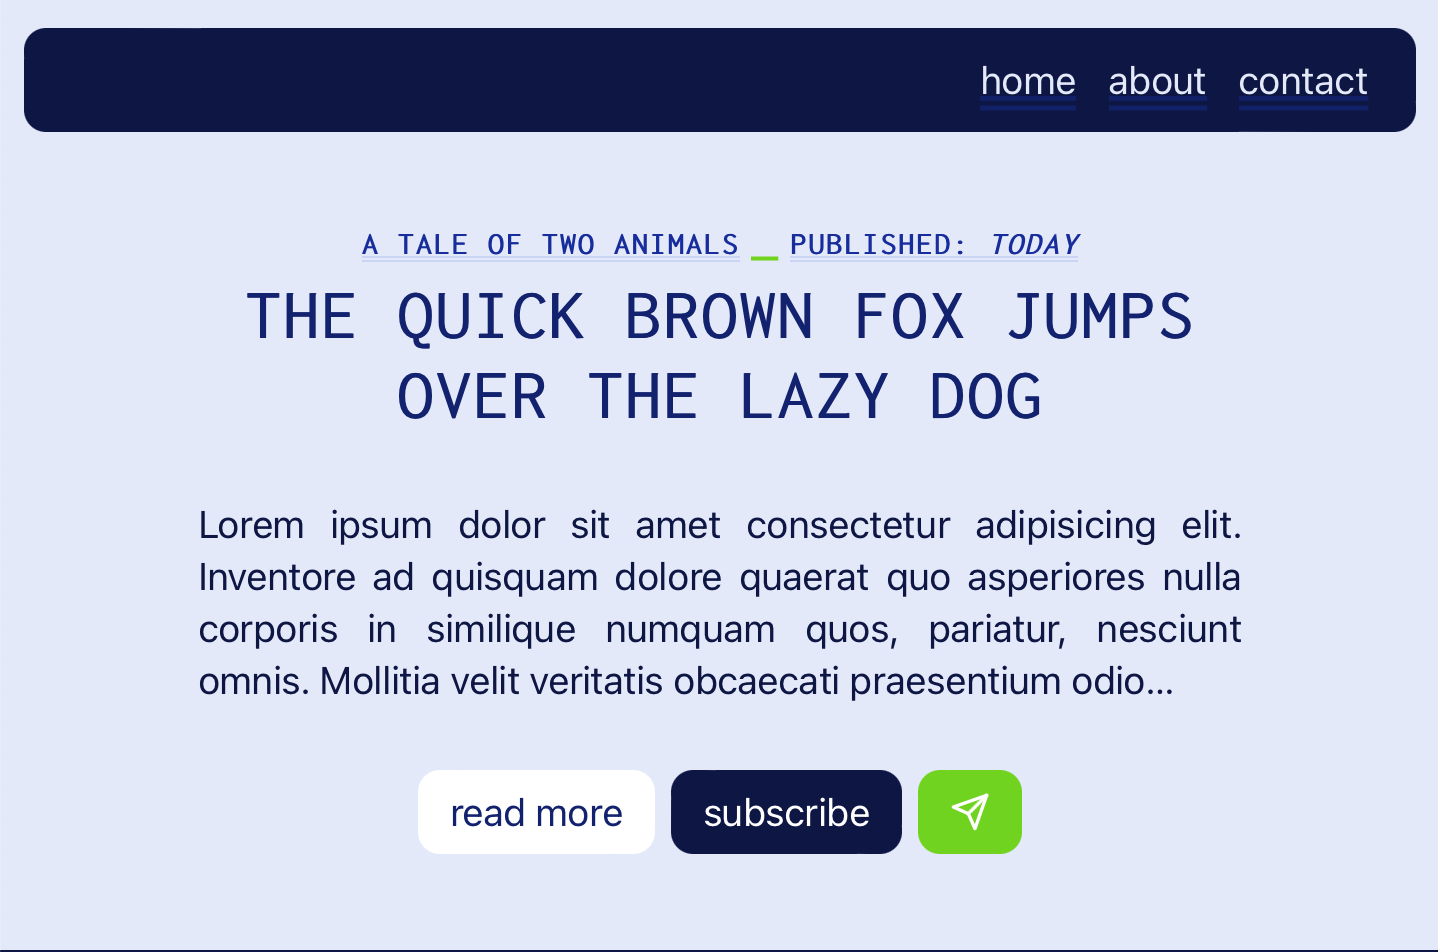 home about contact
A TALE OF TWO ANIMALS _ PUBLISHED: TODAY
THE QUICK BROWN FOX JUMPS
OVER THE LAZY DOG
Lorem ipsum dolor sit amet consectetur adipisicing elit.
Inventore ad quisquam dolore quaerat quo asperiores nulla
corporis in similique numquam quos, pariatur, nesciunt
omnis. Mollitia velit veritatis obcaecati praesentium odio...
read more subscribe